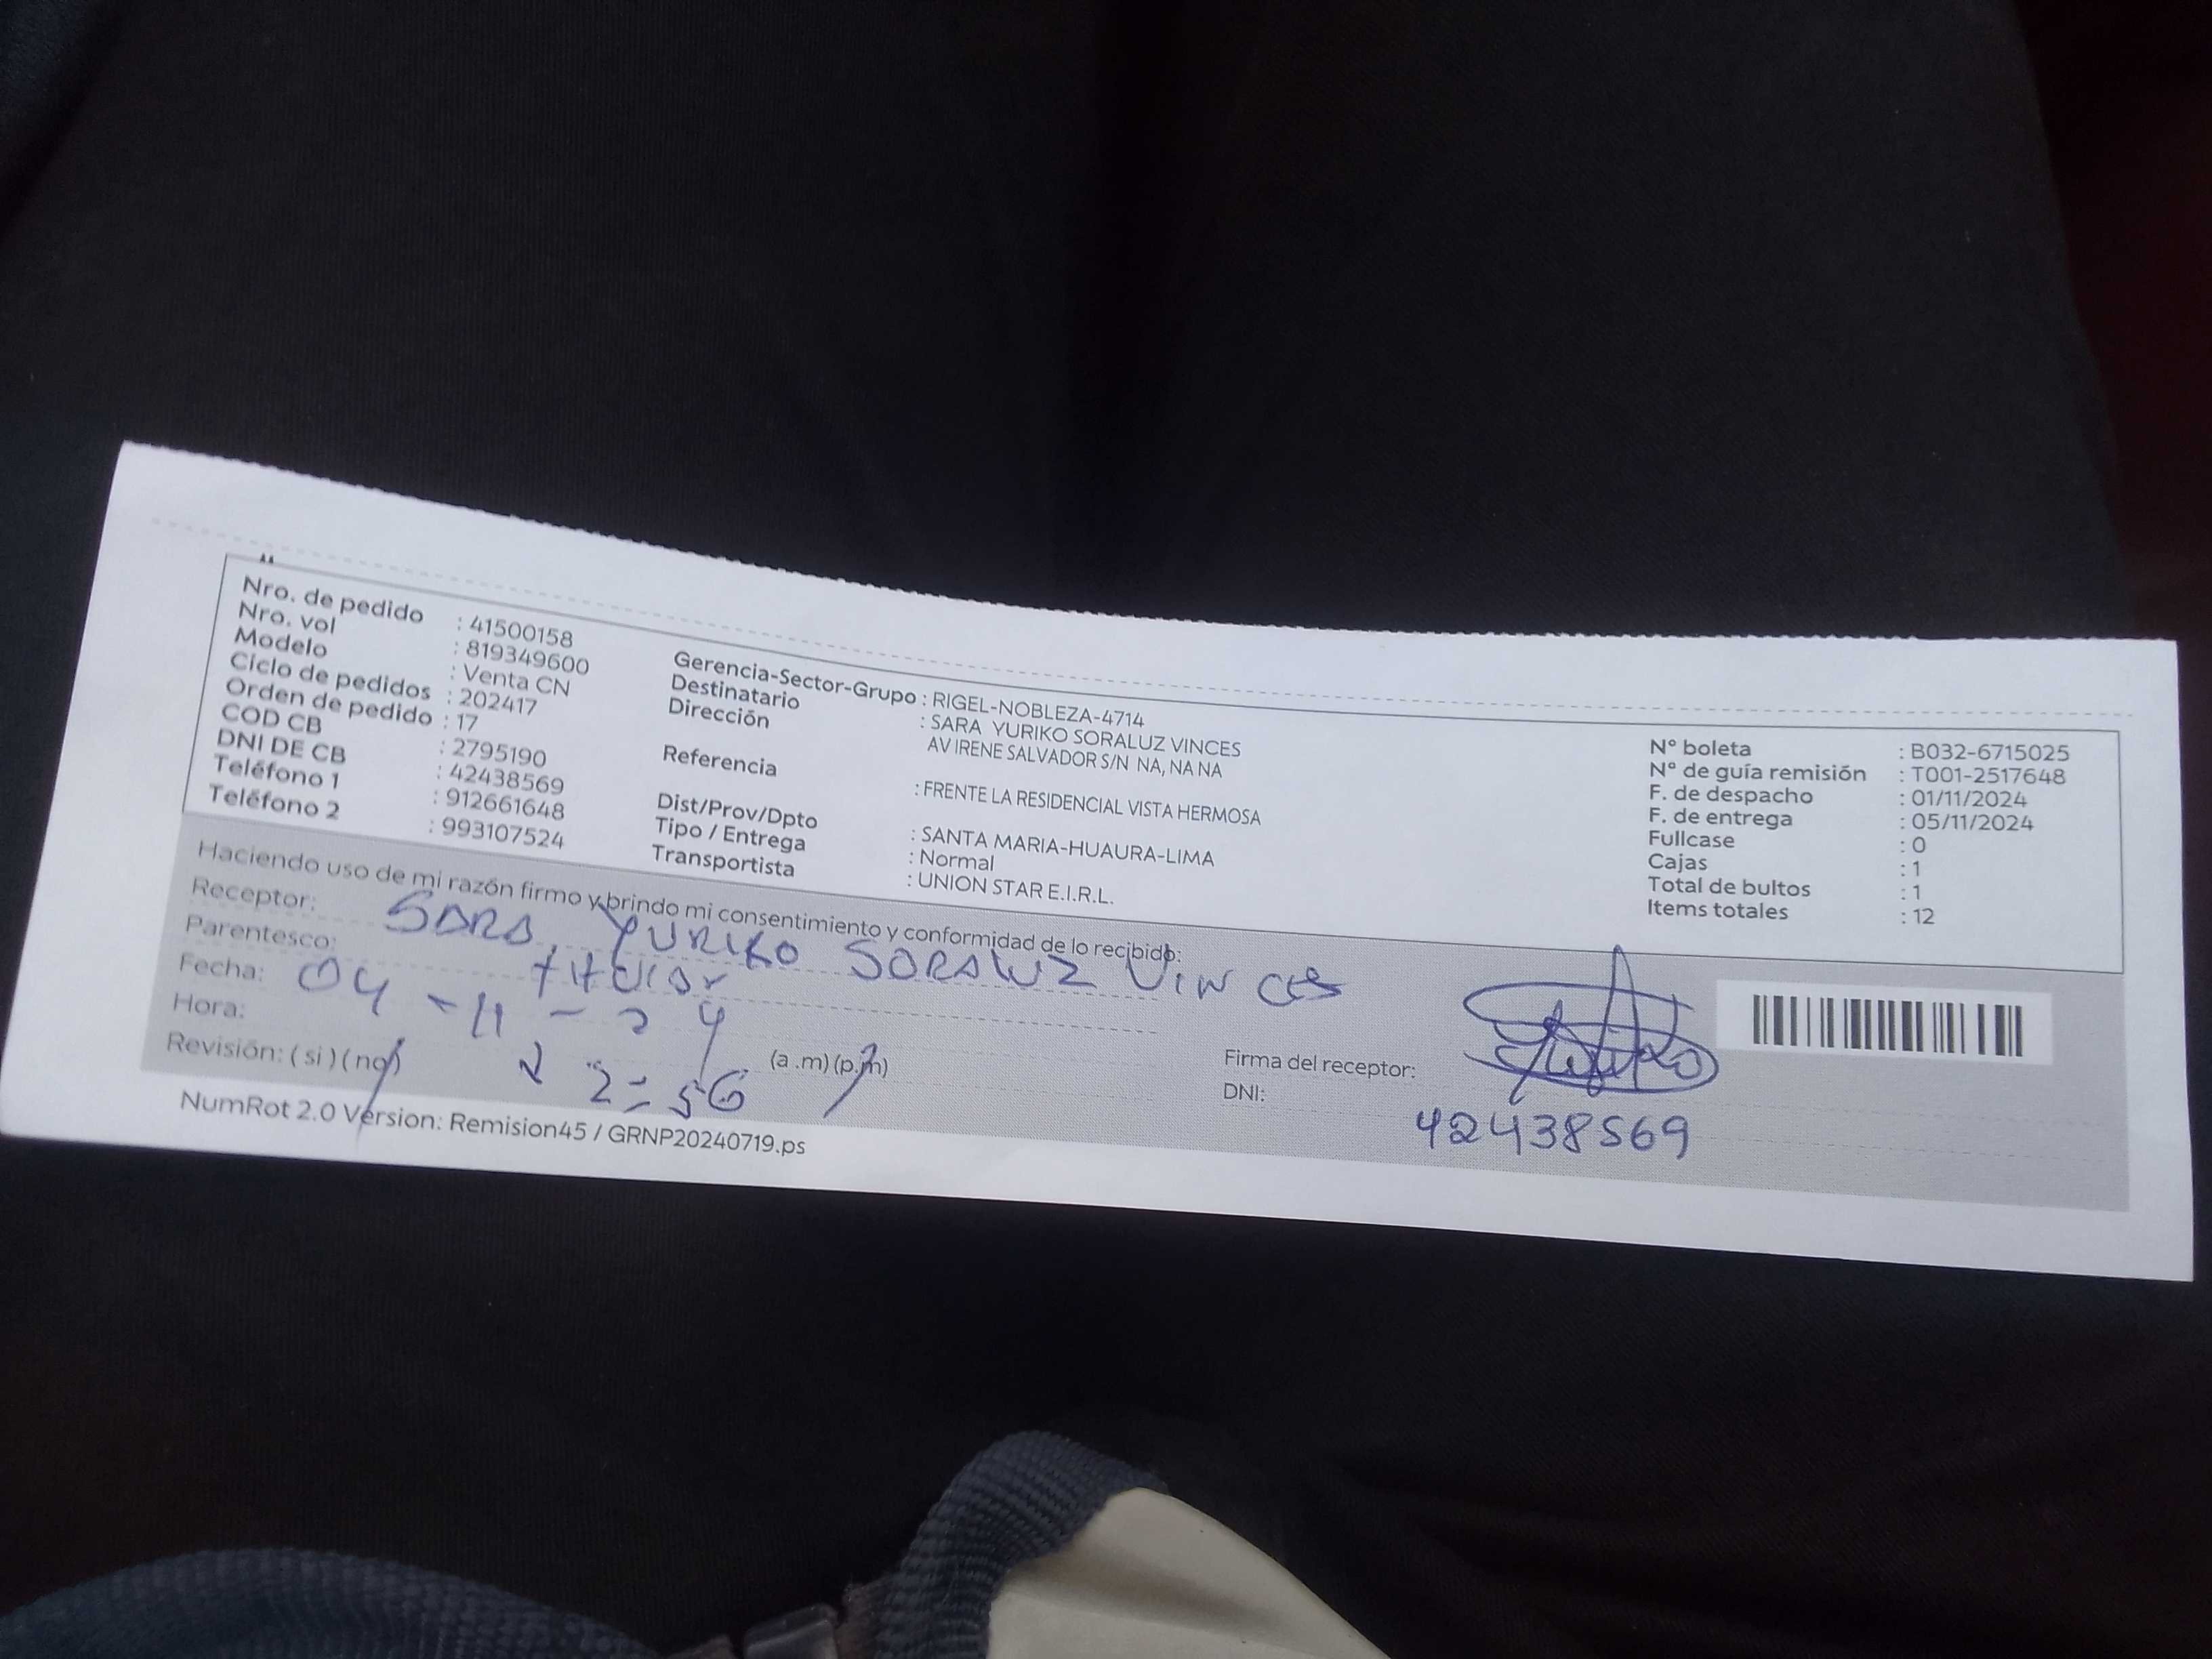 Nro. de pedido : 41500158
Nro. vol : 819349600
Modelo : Venta CN
Ciclo de pedidos : 202417
Orden de pedido : 17
COD CB : 2795190
DNI DE CB : 42438569
Teléfono 1 : 912661648
Teléfono 2 : 993107524
Gerencia-Sector-Grupo : RIGEL-NOBLEZA-4714
Destinatario : SARA YURIKO SORALUZ VINCES
Dirección AV IRENE SALVADOR S/N NA, NA NA
Referencia : FRENTE LA RESIDENCIAL VISTA HERMOSA
Dist/Prov/Dpto : SANTA MARIA-HUAURA-LIMA
Tipo / Entrega : Normal
Transportista : UNION STAR E.I.R.L.
N° boleta : B032-6715025
N° de guía remisión : T001-2517648
F. de despacho : 01/11/2024
F. de entrega : 05/11/2024
Fullcase : 0
Cajas : 1
Total de bultos : 1
Items totales : 12
Haciendo uso de mi razón firmo y brindo mi consentimiento y conformidad de lo recibido:
Receptor: SARA YURIKO SORALUZ VINCES
Parentesco: titular
Fecha: 04-11-24
Hora: 2:56 (a.m) (p.m)
Revisión: ( si ) ( no )
Firma del receptor:
DNI: 42438569
NumRot 2.0 Version: Remision45 / GRNP20240719.ps